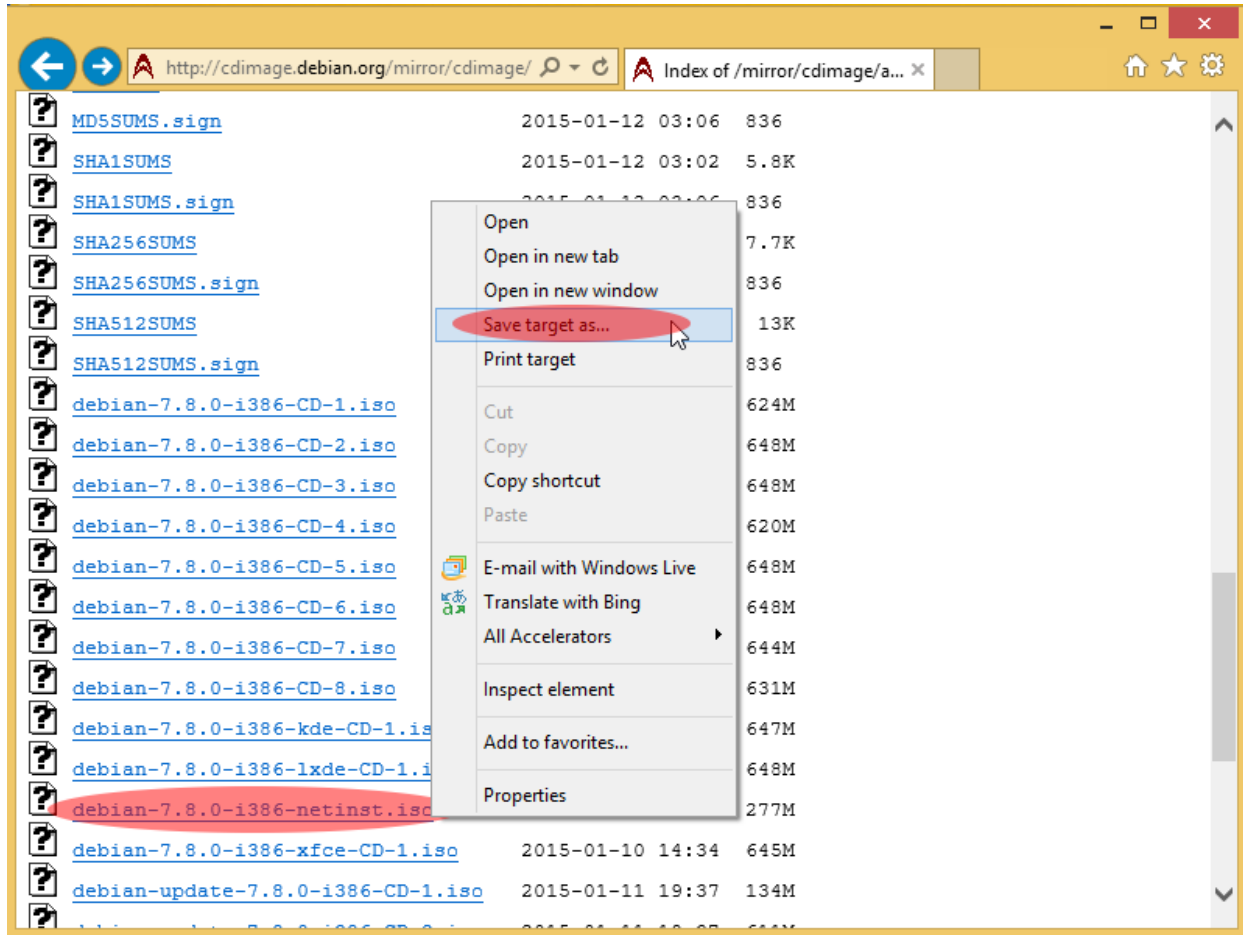 http://cdimage.debian.org/mirror/cdimage/
Index of /mirror/cdimage/a...
MD5SUMS.sign 2015-01-12 03:06 836
SHA1SUMS 2015-01-12 03:02 5.8K
SHA1SUMS.sign 836
SHA256SUMS 7.7K
SHA256SUMS.sign 836
SHA512SUMS 13K
SHA512SUMS.sign 836
debian-7.8.0-i386-CD-1.iso 624M
debian-7.8.0-i386-CD-2.iso 648M
debian-7.8.0-i386-CD-3.iso 648M
debian-7.8.0-i386-CD-4.iso 620M
debian-7.8.0-i386-CD-5.iso 648M
debian-7.8.0-i386-CD-6.iso 648M
debian-7.8.0-i386-CD-7.iso 644M
debian-7.8.0-i386-CD-8.iso 631M
debian-7.8.0-i386-kde-CD-1.is 647M
debian-7.8.0-i386-lxde-CD-1.i 648M
debian-7.8.0-i386-netinst.iso 277M
debian-7.8.0-i386-xfce-CD-1.iso 2015-01-10 14:34 645M
debian-update-7.8.0-i386-CD-1.iso 2015-01-11 19:37 134M
Open
Open in new tab
Open in new window
Save target as...
Print target
Cut
Copy
Copy shortcut
Paste
E-mail with Windows Live
Translate with Bing
All Accelerators
Inspect element
Add to favorites...
Properties